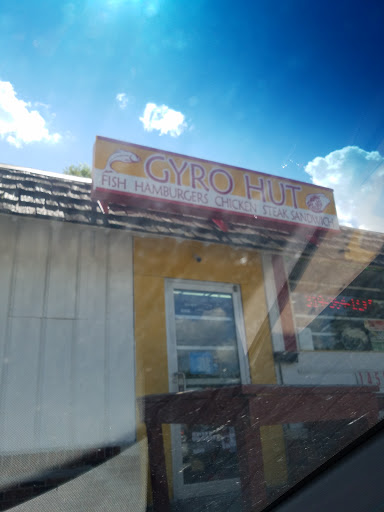 GYRO HUT
FISH HAMBURGERS CHICKEN STEAK SANDWICH